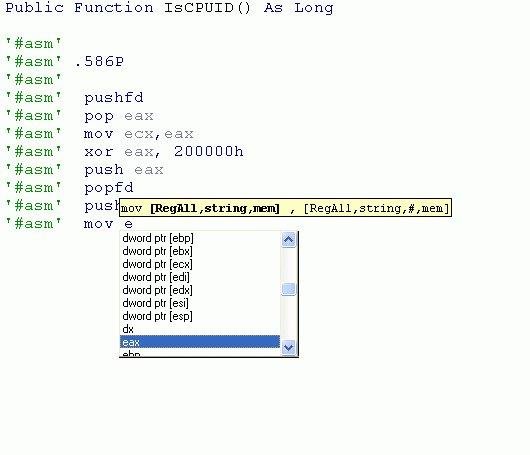 Public Function IsCPUID() As Long
'#asm'
'#asm' .586P
'#asm'
'#asm' pushfd
'#asm' pop eax
'#asm' mov ecx,eax
'#asm' xor eax, 200000h
'#asm' push eax
'#asm' popfd
'#asm' push
mov [RegAll,string,mem] , [RegAll,string,#,mem]
'#asm' mov e
dword ptr [ebp]
dword ptr [ebx]
dword ptr [ecx]
dword ptr [edi]
dword ptr [edx]
dword ptr [esi]
dword ptr [esp]
dx
eax
ebp